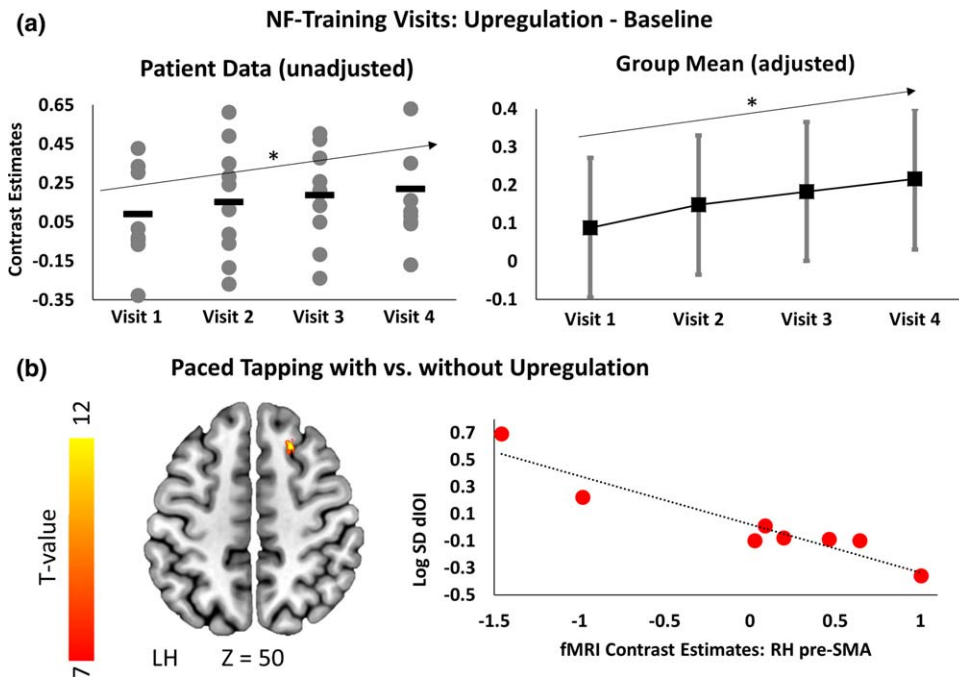 (a)
NF-Training Visits: Upregulation - Baseline
Patient Data (unadjusted)
Contrast Estimates
0.65
0.45
0.25
0.05
-0.15
-0.35
*
Visit 1 Visit 2 Visit 3 Visit 4
Group Mean (adjusted)
0.4
0.3
0.2
0.1
0
-0.1
*
Visit 1 Visit 2 Visit 3 Visit 4
(b)
Paced Tapping with vs. without Upregulation
12
T-value
7
LH Z = 50
Log SD dIOI
0.7
0.5
0.3
0.1
-0.1
-0.3
-0.5
-1.5 -1 -0.5 0 0.5 1
fMRI Contrast Estimates: RH pre-SMA